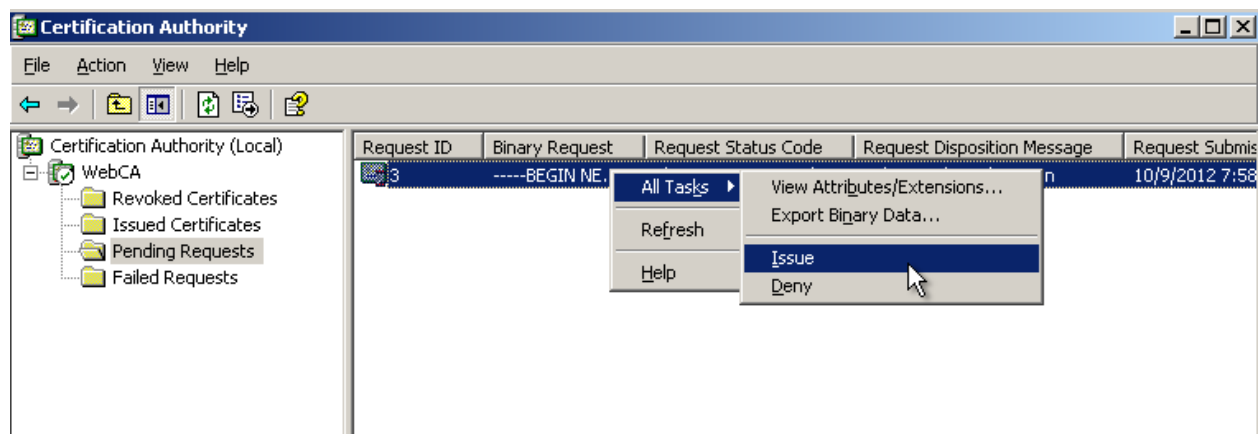 Certification Authority
File Action View Help
Certification Authority (Local)
WebCA
Revoked Certificates
Issued Certificates
Pending Requests
Failed Requests
Request ID Binary Request Request Status Code Request Disposition Message Request Submis
3 -----BEGIN NE... n 10/9/2012 7:58
All Tasks
Refresh
Help
View Attributes/Extensions...
Export Binary Data...
Issue
Deny